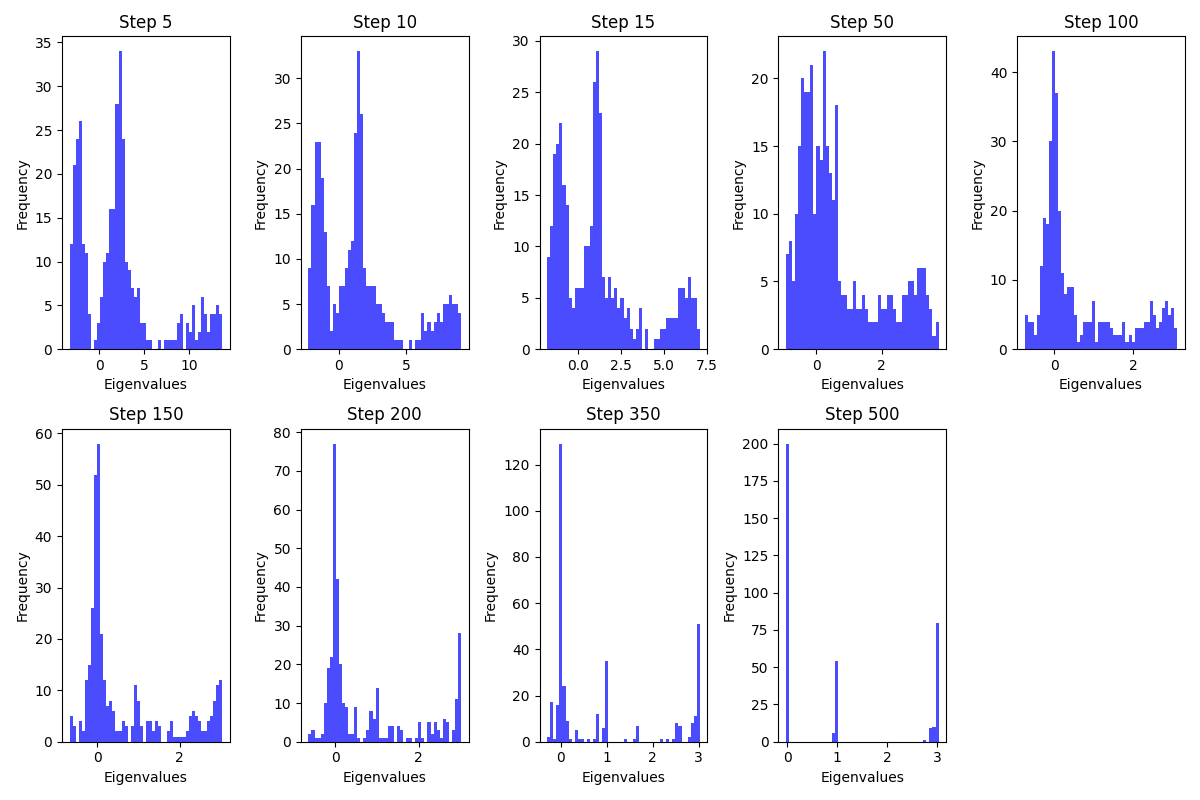 Step 5
Step 10
Step 15
Step 50
Step 100
35
30
25
20
15
10
5
0
Frequency
0 5 10
Eigenvalues
30
25
20
15
10
5
0
Frequency
0 5
Eigenvalues
30
25
20
15
10
5
0
Frequency
0.0 2.5 5.0 7.5
Eigenvalues
20
15
10
5
0
Frequency
0 2
Eigenvalues
40
30
20
10
0
Frequency
0 2
Eigenvalues
Step 150
Step 200
Step 350
Step 500
60
50
40
30
20
10
0
Frequency
0 2
Eigenvalues
80
70
60
50
40
30
20
10
0
Frequency
0 2
Eigenvalues
120
100
80
60
40
20
0
Frequency
0 1 2 3
Eigenvalues
200
175
150
125
100
75
50
25
0
Frequency
0 1 2 3
Eigenvalues